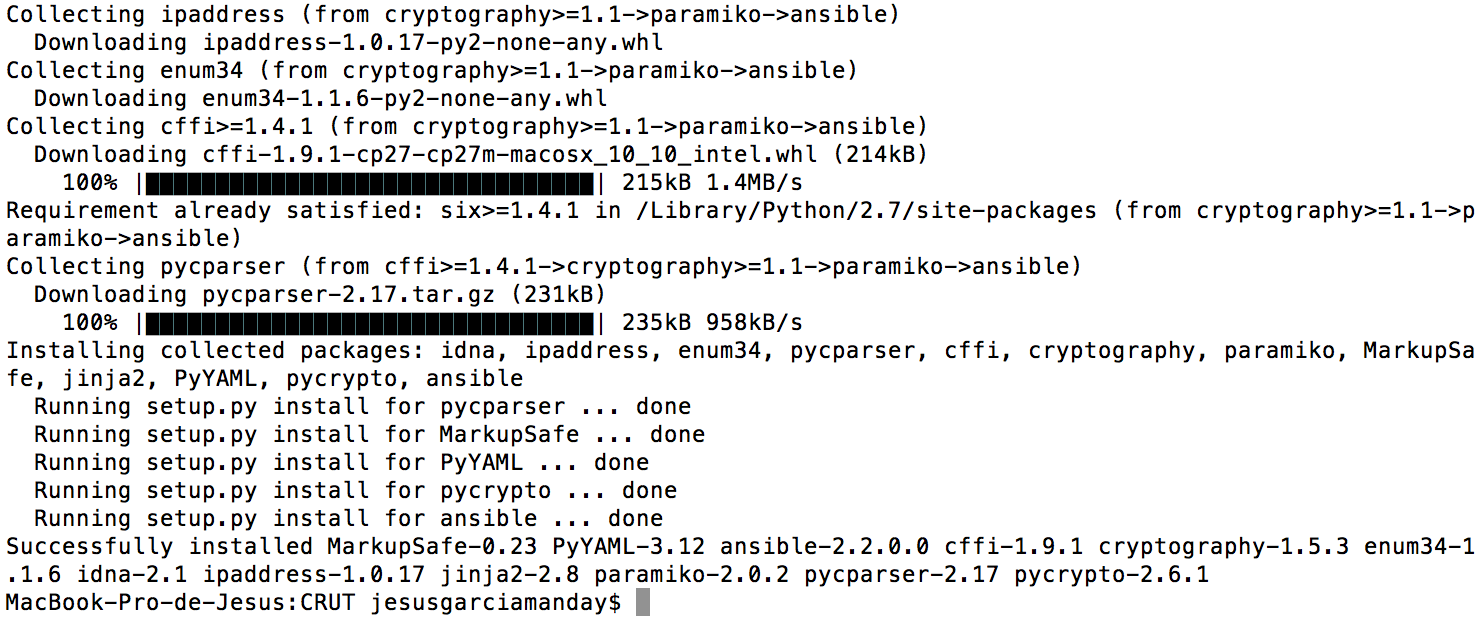 Collecting ipaddress (from cryptography>=1.1->paramiko->ansible)
  Downloading ipaddress-1.0.17-py2-none-any.whl
Collecting enum34 (from cryptography>=1.1->paramiko->ansible)
  Downloading enum34-1.1.6-py2-none-any.whl
Collecting cffi>=1.4.1 (from cryptography>=1.1->paramiko->ansible)
  Downloading cffi-1.9.1-cp27-cp27m-macosx_10_10_intel.whl (214kB)
    100% |████████████████████████████████| 215kB 1.4MB/s
Requirement already satisfied: six>=1.4.1 in /Library/Python/2.7/site-packages (from cryptography>=1.1->p
aramiko->ansible)
Collecting pycparser (from cffi>=1.4.1->cryptography>=1.1->paramiko->ansible)
  Downloading pycparser-2.17.tar.gz (231kB)
    100% |████████████████████████████████| 235kB 958kB/s
Installing collected packages: idna, ipaddress, enum34, pycparser, cffi, cryptography, paramiko, MarkupSa
fe, jinja2, PyYAML, pycrypto, ansible
  Running setup.py install for pycparser ... done
  Running setup.py install for MarkupSafe ... done
  Running setup.py install for PyYAML ... done
  Running setup.py install for pycrypto ... done
  Running setup.py install for ansible ... done
Successfully installed MarkupSafe-0.23 PyYAML-3.12 ansible-2.2.0.0 cffi-1.9.1 cryptography-1.5.3 enum34-1
.1.6 idna-2.1 ipaddress-1.0.17 jinja2-2.8 paramiko-2.0.2 pycparser-2.17 pycrypto-2.6.1
MacBook-Pro-de-Jesus:CRUT jesusgarciamanday$